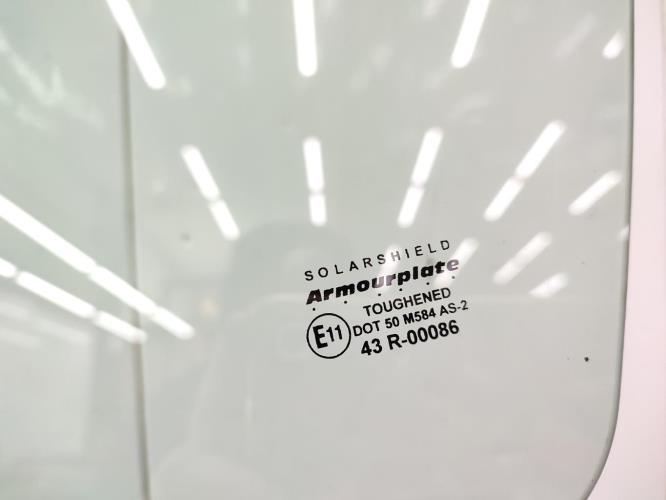 SOLARSHIELD
Armourplate
TOUGHENED
E11 DOT 50 M584 AS-2
43 R-00086